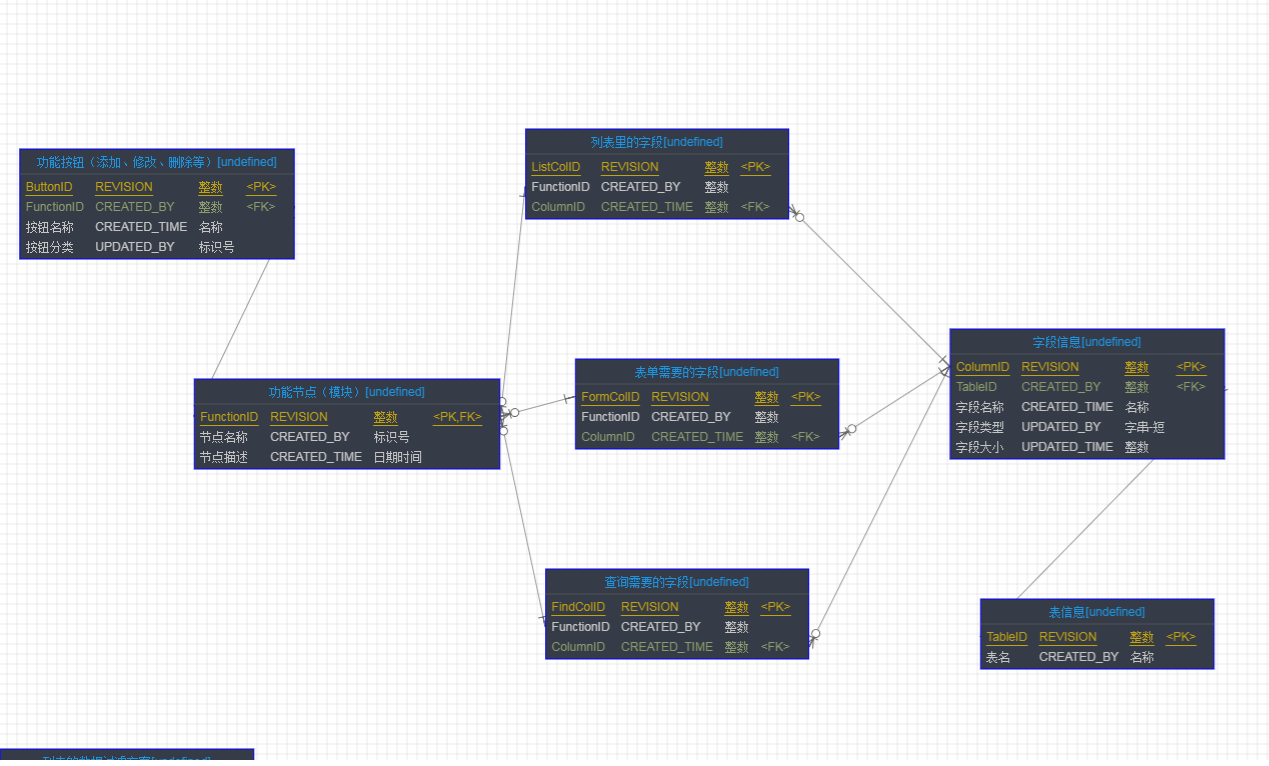 功能按钮（添加、修改、删除等）[undefined]
ButtonID REVISION 整数 <PK>
FunctionID CREATED_BY 整数 <FK>
按钮名称 CREATED_TIME 名称
按钮分类 UPDATED_BY 标识号
列表里的字段[undefined]
ListColID REVISION 整数 <PK>
FunctionID CREATED_BY 整数
ColumnID CREATED_TIME 整数 <FK>
功能节点（模块）[undefined]
FunctionID REVISION 整数 <PK,FK>
节点名称 CREATED_BY 标识号
节点描述 CREATED_TIME 日期时间
表单需要的字段[undefined]
FormColID REVISION 整数 <PK>
FunctionID CREATED_BY 整数
ColumnID CREATED_TIME 整数 <FK>
字段信息[undefined]
ColumnID REVISION 整数 <PK>
TableID CREATED_BY 整数 <FK>
字段名称 CREATED_TIME 名称
字段类型 UPDATED_BY 字串-短
字段大小 UPDATED_TIME 整数
查询需要的字段[undefined]
FindColID REVISION 整数 <PK>
FunctionID CREATED_BY 整数
ColumnID CREATED_TIME 整数 <FK>
表信息[undefined]
TableID REVISION 整数 <PK>
表名 CREATED_BY 名称